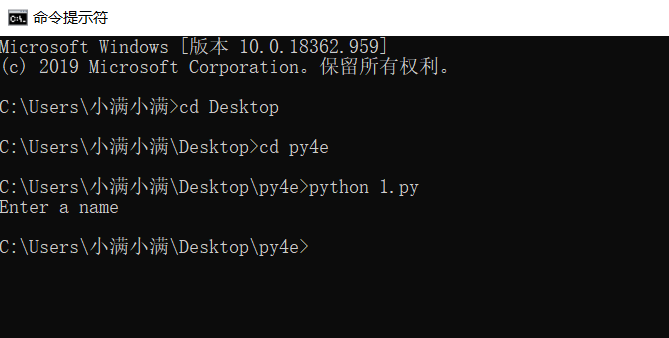 命令提示符
Microsoft Windows [版本 10.0.18362.959]
(c) 2019 Microsoft Corporation。保留所有权利。
C:\Users\小满小满>cd Desktop
C:\Users\小满小满\Desktop>cd py4e
C:\Users\小满小满\Desktop\py4e>python 1.py
Enter a name
C:\Users\小满小满\Desktop\py4e>